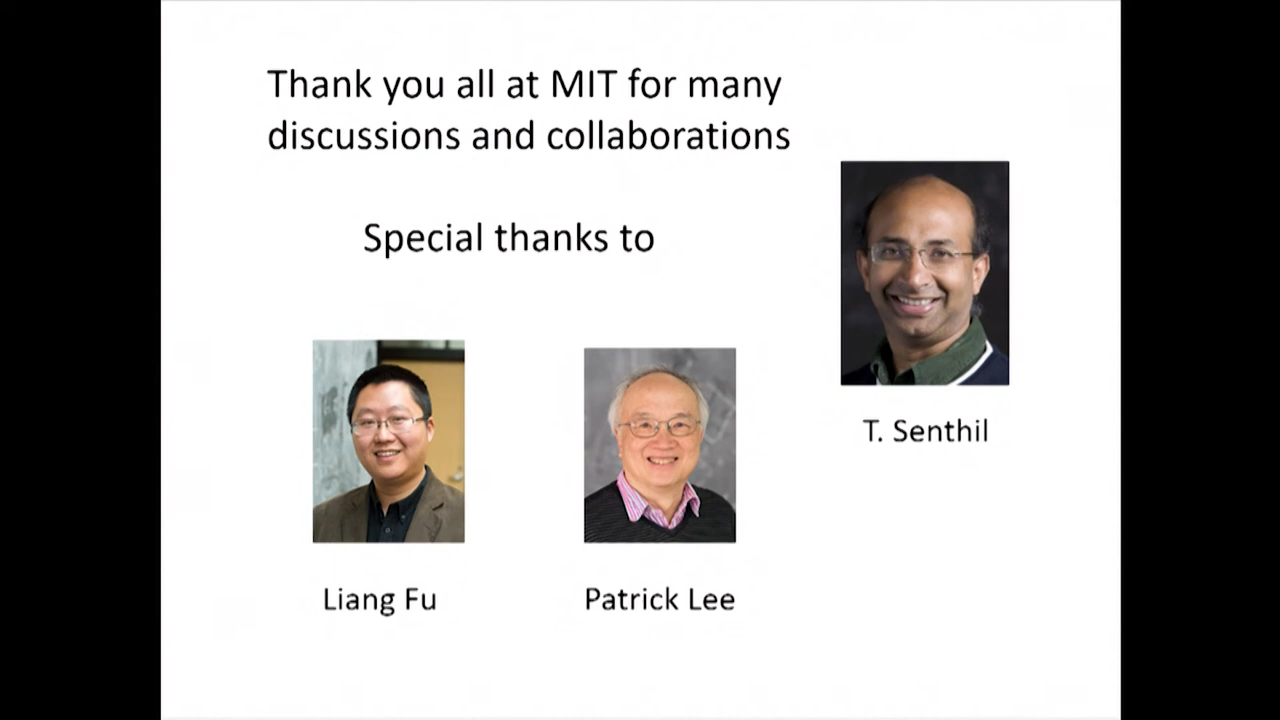 Thank you all at MIT for many
discussions and collaborations
Special thanks to
T. Senthil
Liang Fu
Patrick Lee